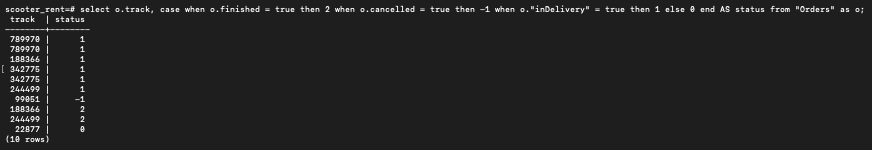 scooter_rent=# select o.track, case when o.finished = true then 2 when o.cancelled = true then -1 when o."inDelivery" = true then 1 else 0 end AS status from "Orders" as o;
 track  | status
--------+--------
 789970 |      1
 789970 |      1
 188366 |      1
[ 342775 |      1
 342775 |      1
 244499 |      1
  99051 |     -1
 188366 |      2
 244499 |      2
  22877 |      0
(10 rows)